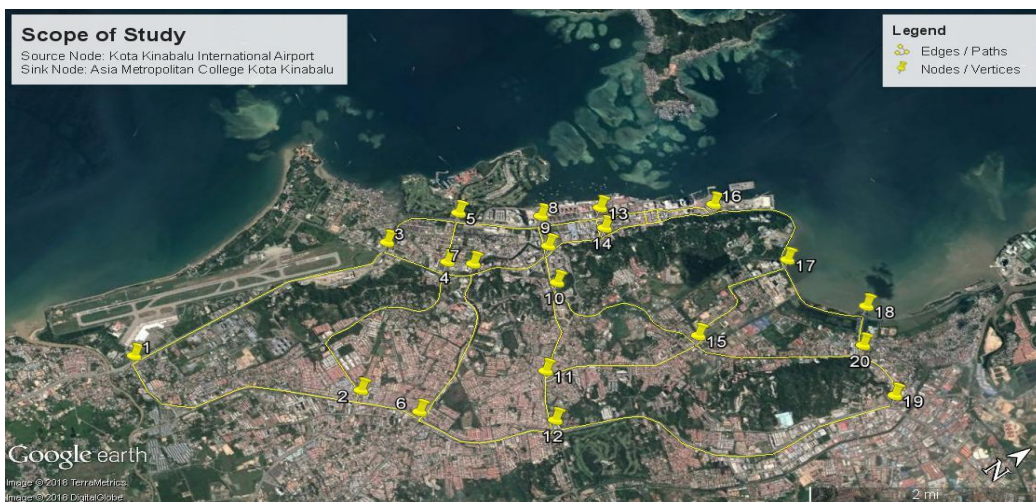 Scope of Study
Source Node: Kota Kinabalu International Airport
Sink Node: Asia Metropolitan College Kota Kinabalu
Legend
Edges / Paths
Nodes / Vertices
16
8
13
5
9
3
14
7
17
4
10
18
15
1
20
11
2
19
6
12
Google earth
N
Image © 2018 TerraMetrics
Image © 2018 DigitalGlobe
2 mi